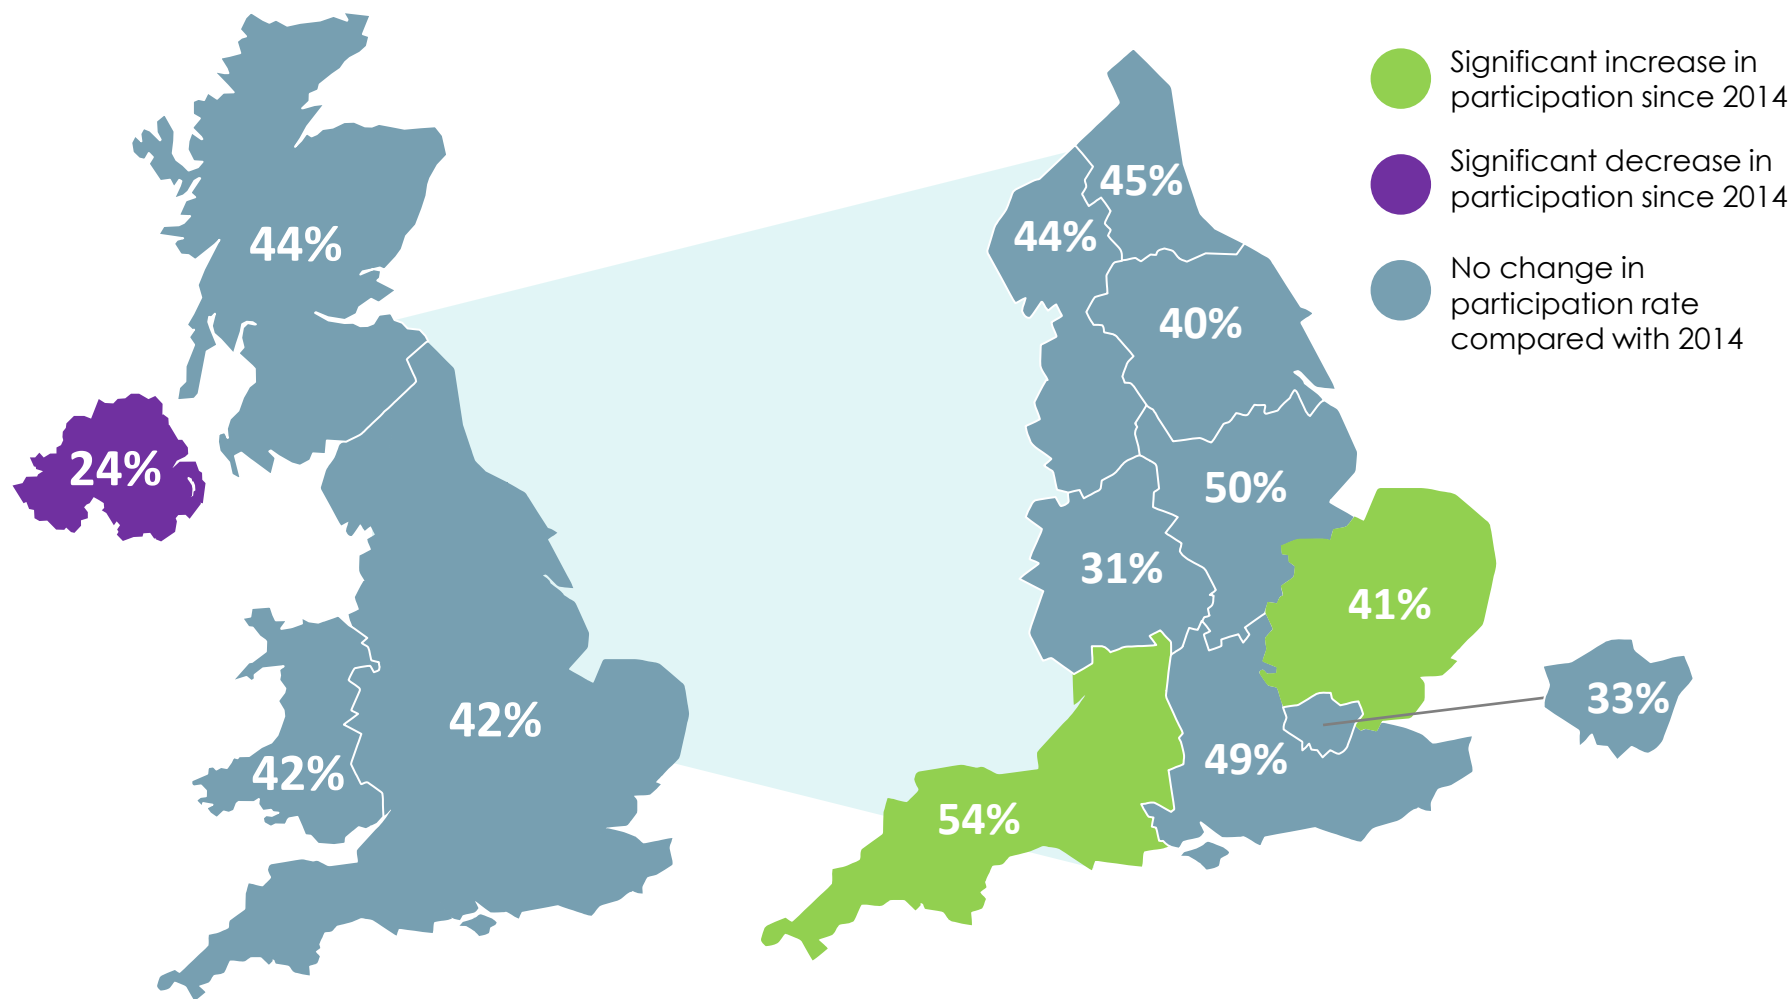 44%
24%
42%
42%
45%
44%
40%
50%
31%
41%
33%
49%
54%
Significant increase in
participation since 2014
Significant decrease in
participation since 2014
No change in
participation rate
compared with 2014